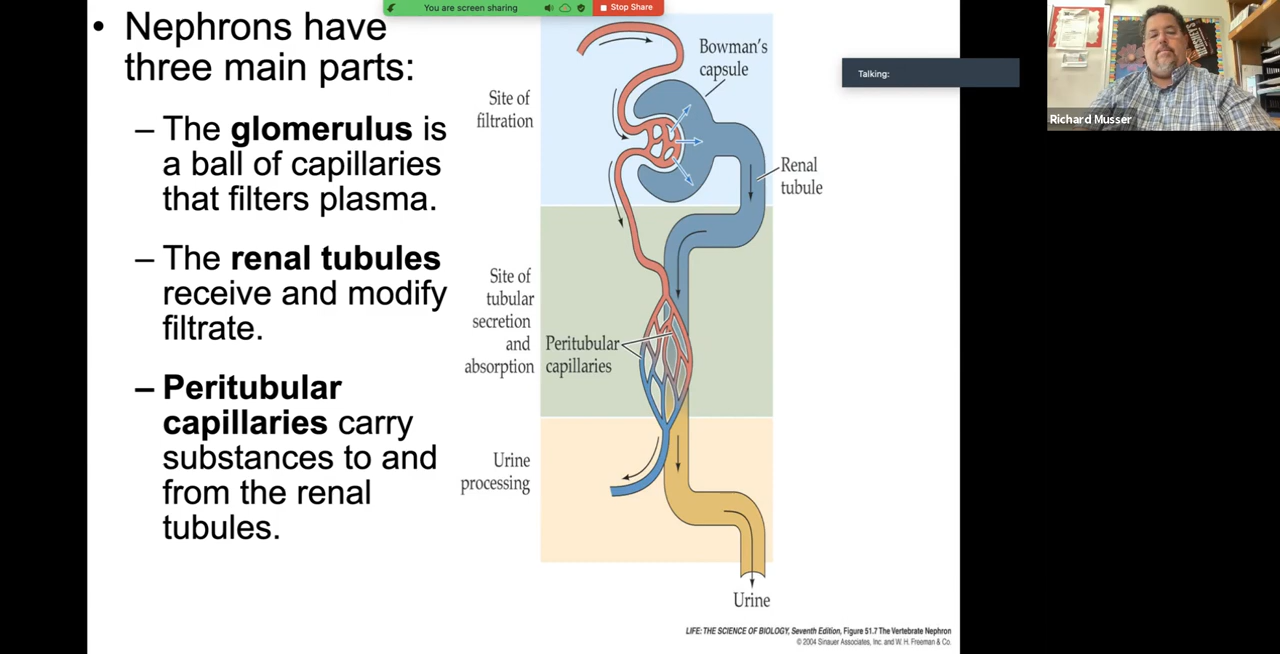 You are screen sharing
Stop Share
• Nephrons have
three main parts:
– The glomerulus is
a ball of capillaries
that filters plasma.
– The renal tubules
receive and modify
filtrate.
– Peritubular
capillaries carry
substances to and
from the renal
tubules.
Site of
filtration
Bowman's
capsule
Renal
tubule
Site of
tubular
secretion
and
absorption
Peritubular
capillaries
Urine
processing
Urine
LIFE: THE SCIENCE OF BIOLOGY, Seventh Edition, Figure 51.7 The Vertebrate Nephron
© 2004 Sinauer Associates, Inc. and W. H. Freeman & Co.
Talking:
Richard Musser